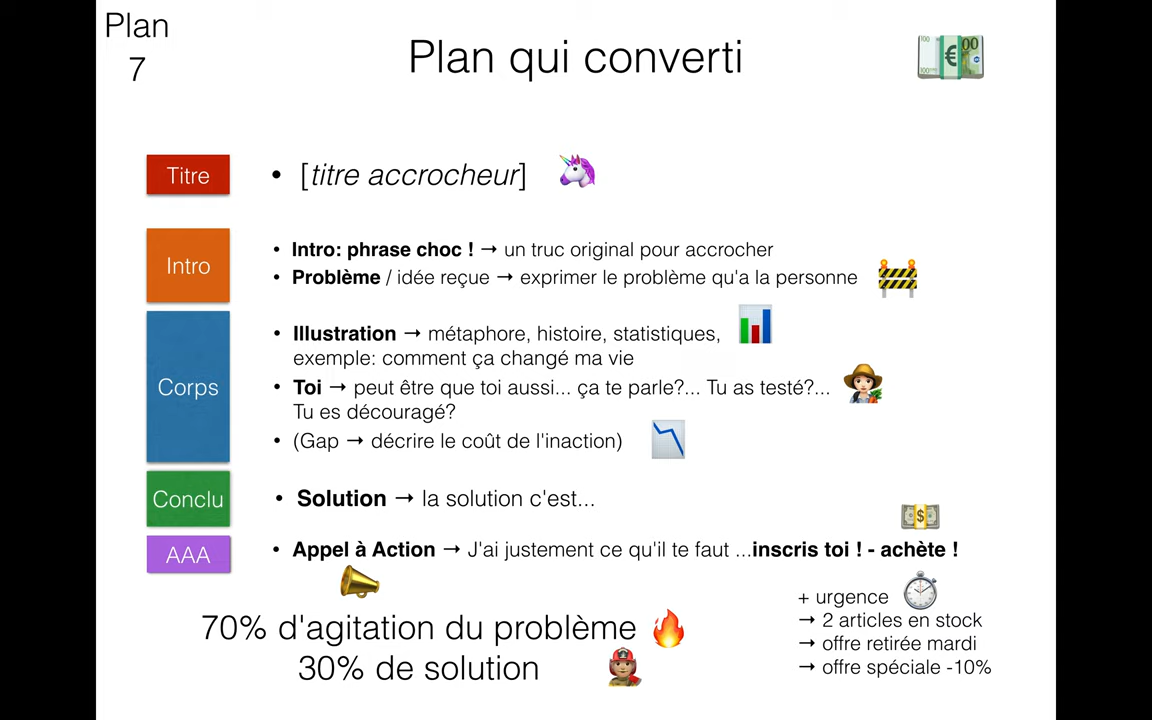 Plan
7
Plan qui converti
Titre
• [titre accrocheur]
Intro
• Intro: phrase choc ! → un truc original pour accrocher
• Problème / idée reçue → exprimer le problème qu'a la personne
Corps
• Illustration → métaphore, histoire, statistiques,
exemple: comment ça changé ma vie
• Toi → peut être que toi aussi... ça te parle?... Tu as testé?...
Tu es découragé?
• (Gap → décrire le coût de l'inaction)
Conclu
• Solution → la solution c'est...
AAA
• Appel à Action → J'ai justement ce qu'il te faut ...inscris toi ! - achète !
70% d'agitation du problème
30% de solution
+ urgence
→ 2 articles en stock
→ offre retirée mardi
→ offre spéciale -10%